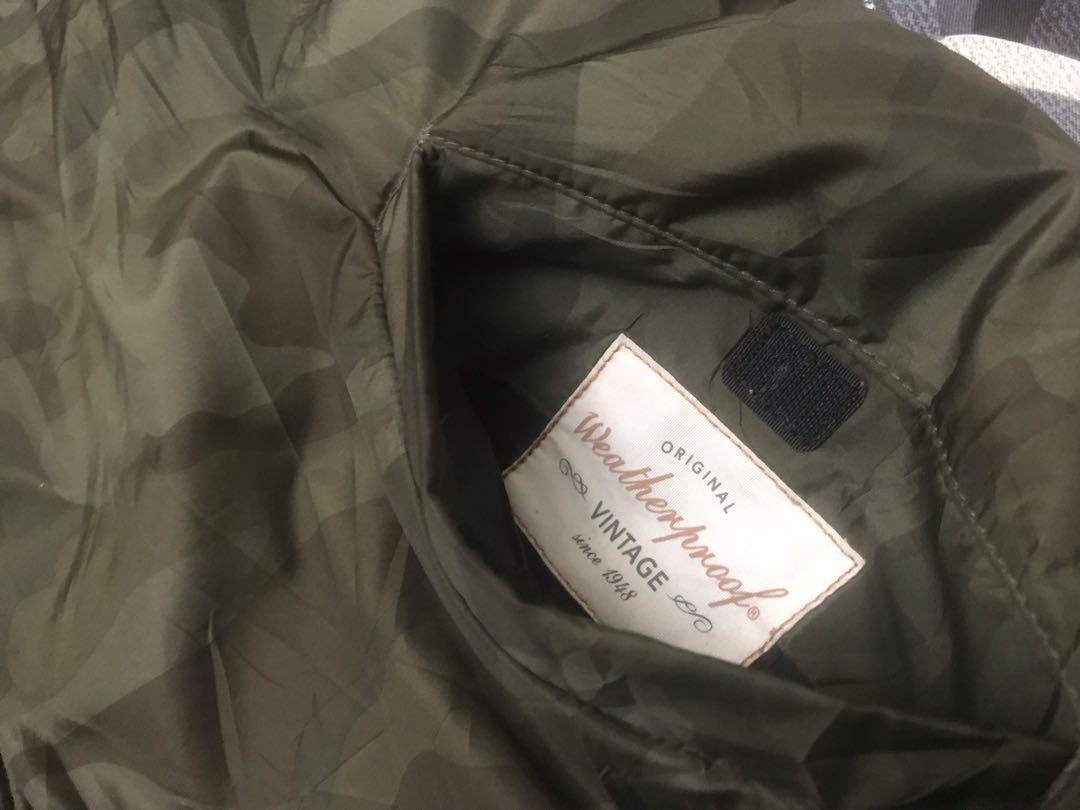 ORIGINAL
Weatherproof®
VINTAGE
since 1948